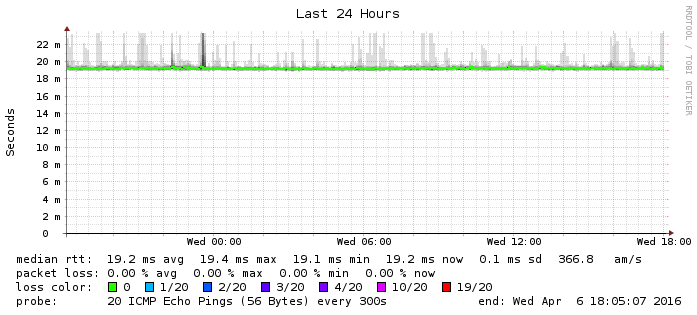 Last 24 Hours
RRDTOOL / TOBI OETIKER
Seconds
22 m
20 m
18 m
16 m
14 m
12 m
10 m
8 m
6 m
4 m
2 m
0
Wed 00:00 Wed 06:00 Wed 12:00 Wed 18:00
median rtt: 19.2 ms avg 19.4 ms max 19.1 ms min 19.2 ms now 0.1 ms sd 366.8 am/s
packet loss: 0.00 % avg 0.00 % max 0.00 % min 0.00 % now
loss color: 0 1/20 2/20 3/20 4/20 10/20 19/20
probe: 20 ICMP Echo Pings (56 Bytes) every 300s end: Wed Apr 6 18:05:07 2016